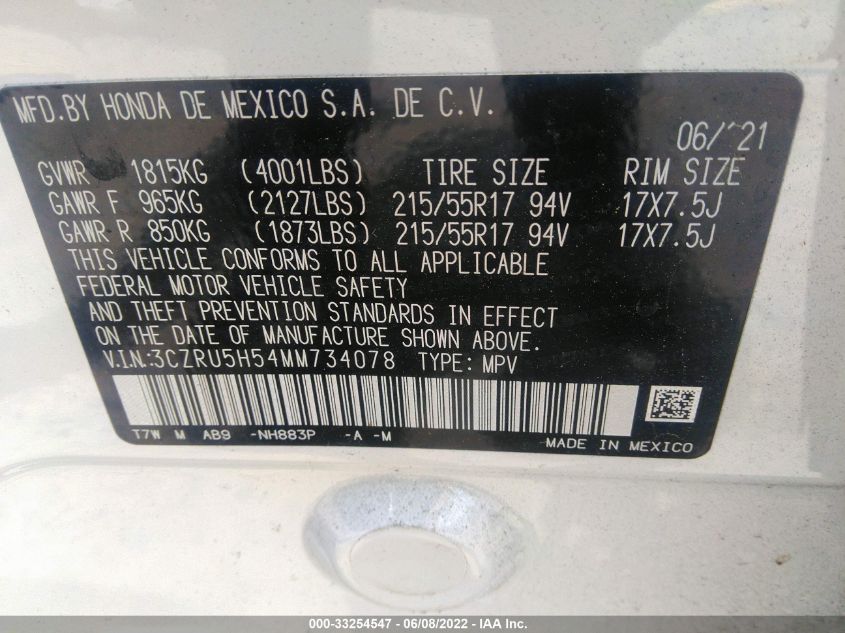 MFD.BY HONDA DE MEXICO S.A. DE C.V.
06/'21
GVWR 1815KG (4001LBS) TIRE SIZE RIM SIZE
GAWR F 965KG (2127LBS) 215/55R17 94V 17X7.5J
GAWR R 850KG (1873LBS) 215/55R17 94V 17X7.5J
THIS VEHICLE CONFORMS TO ALL APPLICABLE
FEDERAL MOTOR VEHICLE SAFETY
AND THEFT PREVENTION STANDARDS IN EFFECT
ON THE DATE OF MANUFACTURE SHOWN ABOVE.
V.I.N.:3CZRU5H54MM734078 TYPE: MPV
T7W M AB9 -NH883P -A -M
MADE IN MEXICO
000-33254547 - 06/08/2022 - IAA Inc.